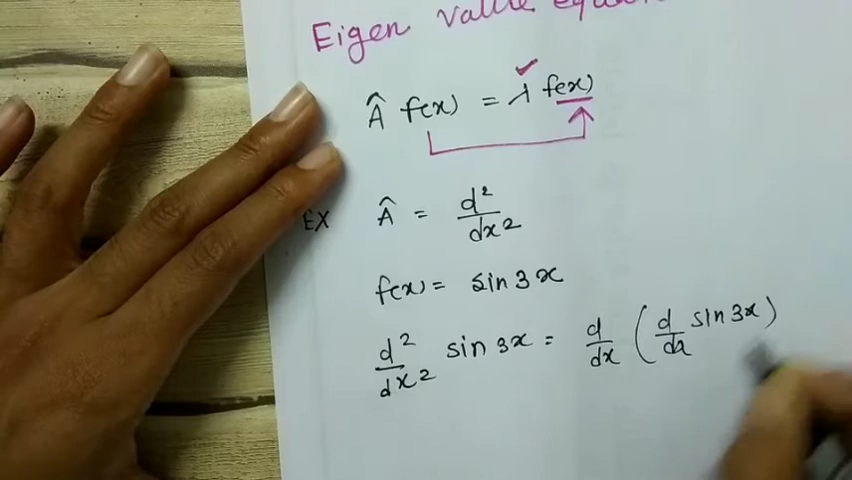 Eigen value
Â f(x) = λ f(x)
EX Â = d²/dx2
f(x) = sin 3x
d²/dx2 sin 3x = d/dx (d/dx sin 3x)